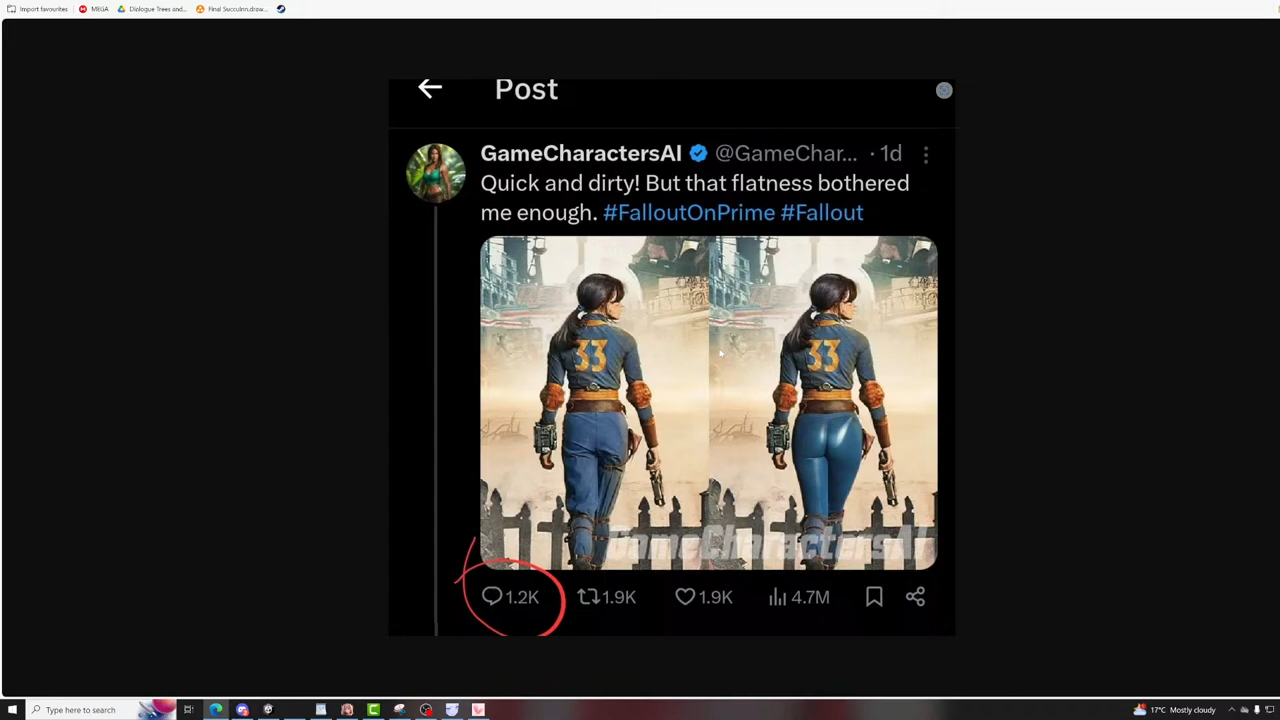 Import favourites
MEGA
Dialogue Trees and...
Final Succulnn.draw...
Post
GameCharactersAI @GameChar... · 1d
Quick and dirty! But that flatness bothered
me enough. #FalloutOnPrime #Fallout
33
33
GameCharactersAI
1.2K 1.9K 1.9K 4.7M
Type here to search
17°C Mostly cloudy